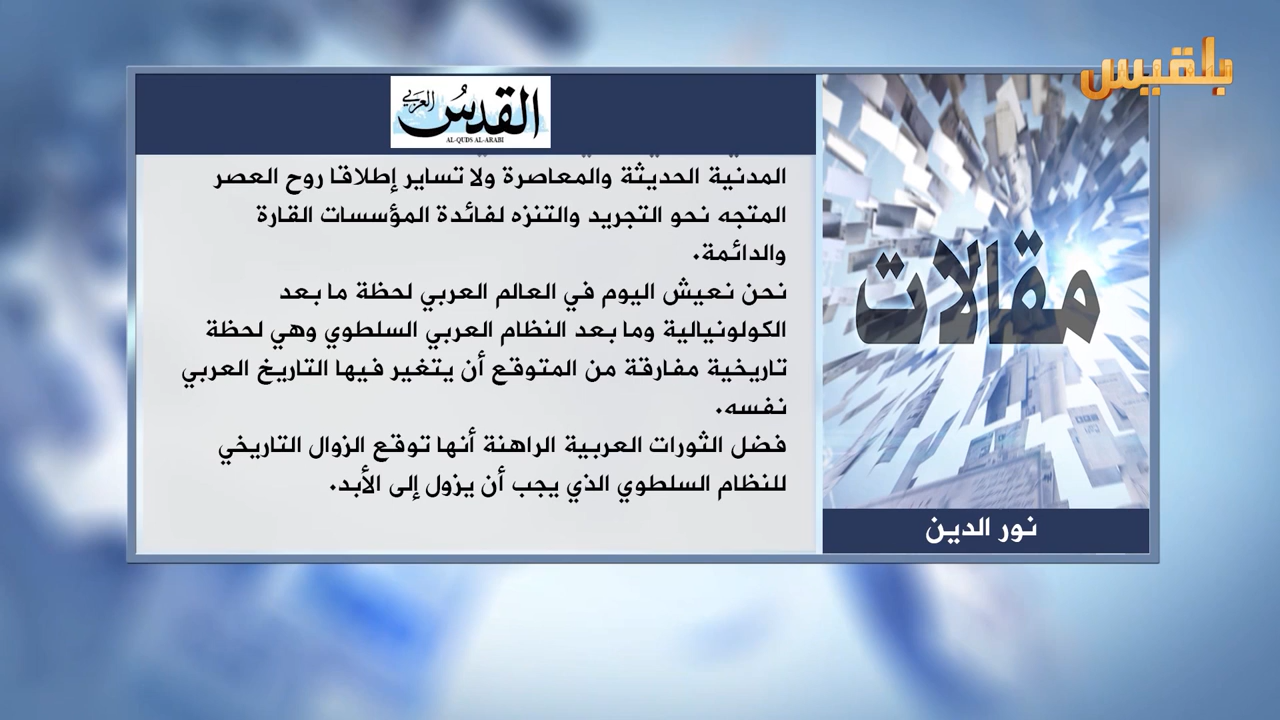 بلقيس
القدس العربي
AL-QUDS AL-ARABI
المدنيّة الحديثة والمعاصرة ولا تساير إطلاقا روح العصر
المتجه نحو التجريد والتنزه لفائدة المؤسسات القارة
والدائمة.
نحن نعيش اليوم في العالم العربي لحظة ما بعد
الكولونيالية وما بعد النظام العربي السلطوي وهي لحظة
تاريخية مفارقة من المتوقع أن يتغير فيها التاريخ العربي
نفسه.
فضل الثورات العربية الراهنة أنها توقع الزوال التاريخي
للنظام السلطوي الذي يجب أن يزول إلى الأبد.
مقالات
نور الدين